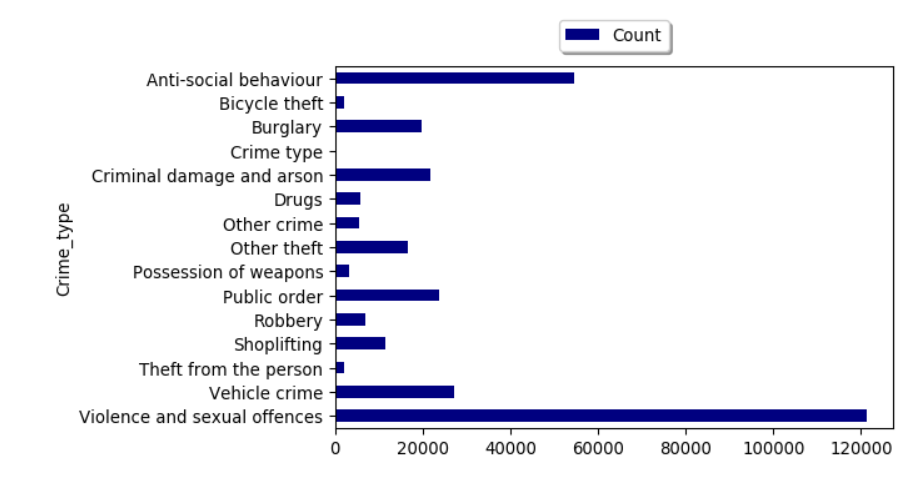 Count
Anti-social behaviour
Bicycle theft
Burglary
Crime type
Criminal damage and arson
Drugs
Other crime
Other theft
Possession of weapons
Public order
Robbery
Shoplifting
Theft from the person
Vehicle crime
Violence and sexual offences
Crime_type
0 20000 40000 60000 80000 100000 120000